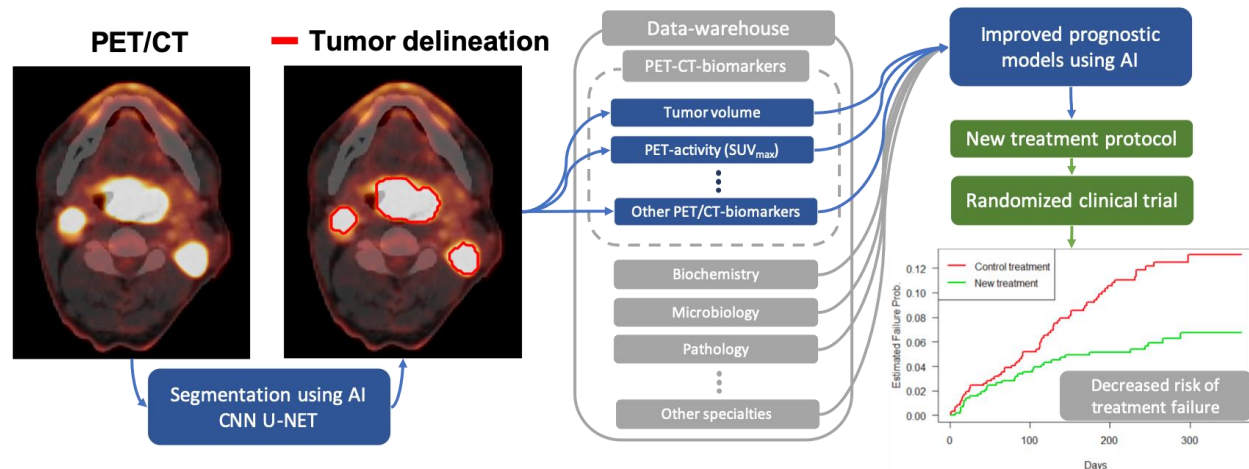 PET/CT
Tumor delineation
Segmentation using AI
CNN U-NET
Data-warehouse
PET-CT-biomarkers
Tumor volume
PET-activity (SUVmax)
Other PET/CT-biomarkers
Biochemistry
Microbiology
Pathology
Other specialties
Improved prognostic
models using AI
New treatment protocol
Randomized clinical trial
Control treatment
New treatment
Estimated Failure Prob.
0.12
0.10
0.08
0.06
0.04
0.02
0.00
Decreased risk of
treatment failure
0
100
200
300
Days